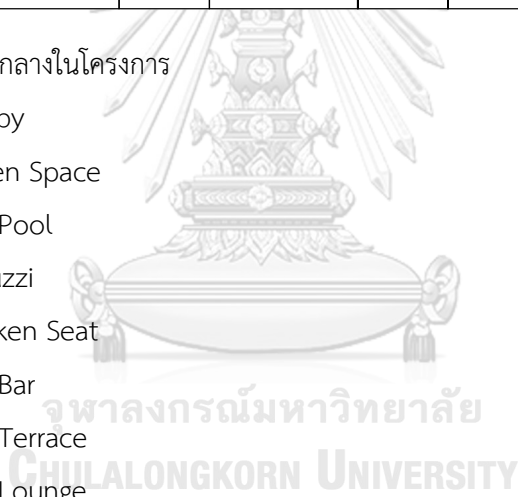 กลางในโครงการ
by
en Space
Pool
uzzi
ken Seat
Bar
จุฬาลงกรณ์มหาวิทยาลัย
Terrace
CHULALONGKORN UNIVERSITY
Lounge